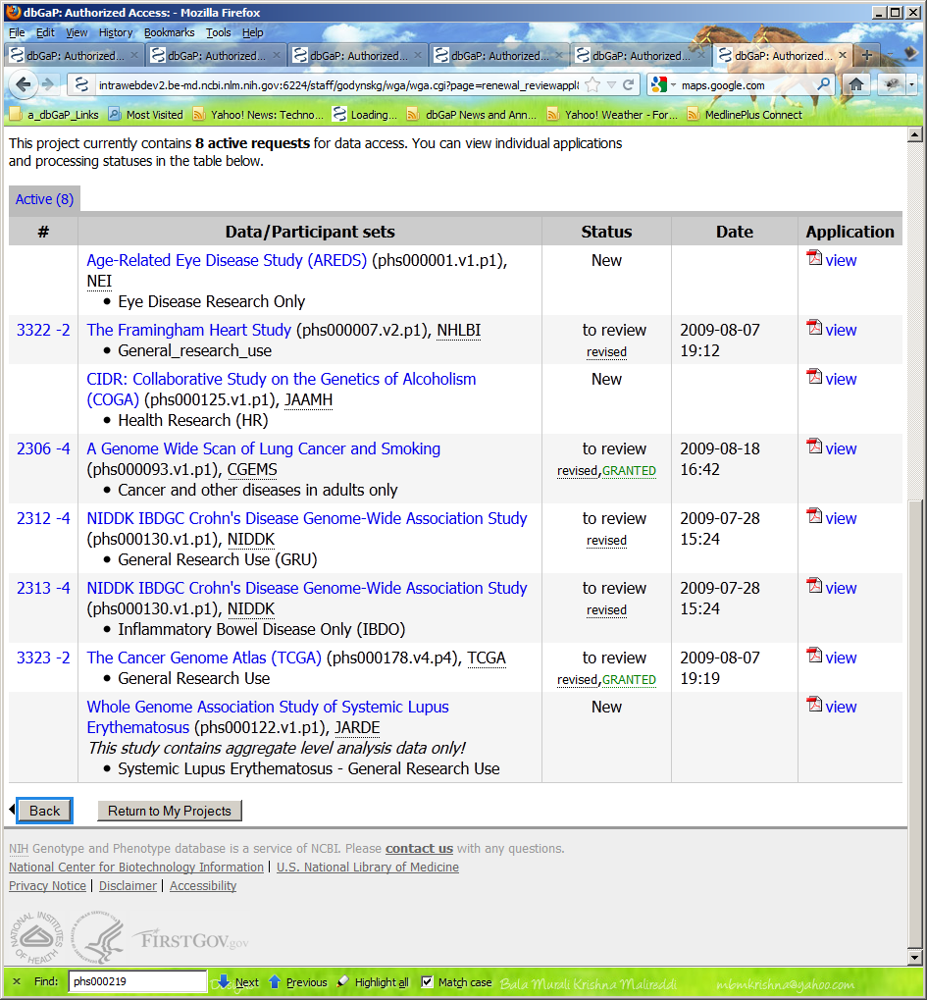 dbGaP: Authorized Access: - Mozilla Firefox
File Edit View History Bookmarks Tools Help
dbGaP: Authorized... dbGaP: Authorized... dbGaP: Authorized... dbGaP: Authorized... dbGaP: Authorized... dbGaP: Authorized...
intrawebdev2.be-md.ncbi.nlm.nih.gov:6224/staff/godynskg/wga/wga.cgi?page=renewal_reviewappl& maps.google.com
a_dbGaP_Links Most Visited Yahoo! News: Techno... Loading... dbGaP News and Ann... Yahoo! Weather - For... MedlinePlus Connect
This project currently contains 8 active requests for data access. You can view individual applications
and processing statuses in the table below.
Active (8)
# Data/Participant sets Status Date Application
Age-Related Eye Disease Study (AREDS) (phs000001.v1.p1), New view
NEI
• Eye Disease Research Only
3322 -2 The Framingham Heart Study (phs000007.v2.p1), NHLBI to review 2009-08-07 view
• General_research_use revised 19:12
CIDR: Collaborative Study on the Genetics of Alcoholism New view
(COGA) (phs000125.v1.p1), JAAMH
• Health Research (HR)
2306 -4 A Genome Wide Scan of Lung Cancer and Smoking to review 2009-08-18 view
(phs000093.v1.p1), CGEMS revised,GRANTED 16:42
• Cancer and other diseases in adults only
2312 -4 NIDDK IBDGC Crohn's Disease Genome-Wide Association Study to review 2009-07-28 view
(phs000130.v1.p1), NIDDK revised 15:24
• General Research Use (GRU)
2313 -4 NIDDK IBDGC Crohn's Disease Genome-Wide Association Study to review 2009-07-28 view
(phs000130.v1.p1), NIDDK revised 15:24
• Inflammatory Bowel Disease Only (IBDO)
3323 -2 The Cancer Genome Atlas (TCGA) (phs000178.v4.p4), TCGA to review 2009-08-07 view
• General Research Use revised,GRANTED 19:19
Whole Genome Association Study of Systemic Lupus New view
Erythematosus (phs000122.v1.p1), JARDE
This study contains aggregate level analysis data only!
• Systemic Lupus Erythematosus - General Research Use
Back Return to My Projects
NIH Genotype and Phenotype database is a service of NCBI. Please contact us with any questions.
National Center for Biotechnology Information | U.S. National Library of Medicine
Privacy Notice | Disclaimer | Accessibility
NATIONAL INSTITUTES OF HEALTH FIRSTGOV.gov
× Find: phs000219 Next Previous Highlight all Match case Bala Murali Krishna Malireddi mbmkrishna@yahoo.com